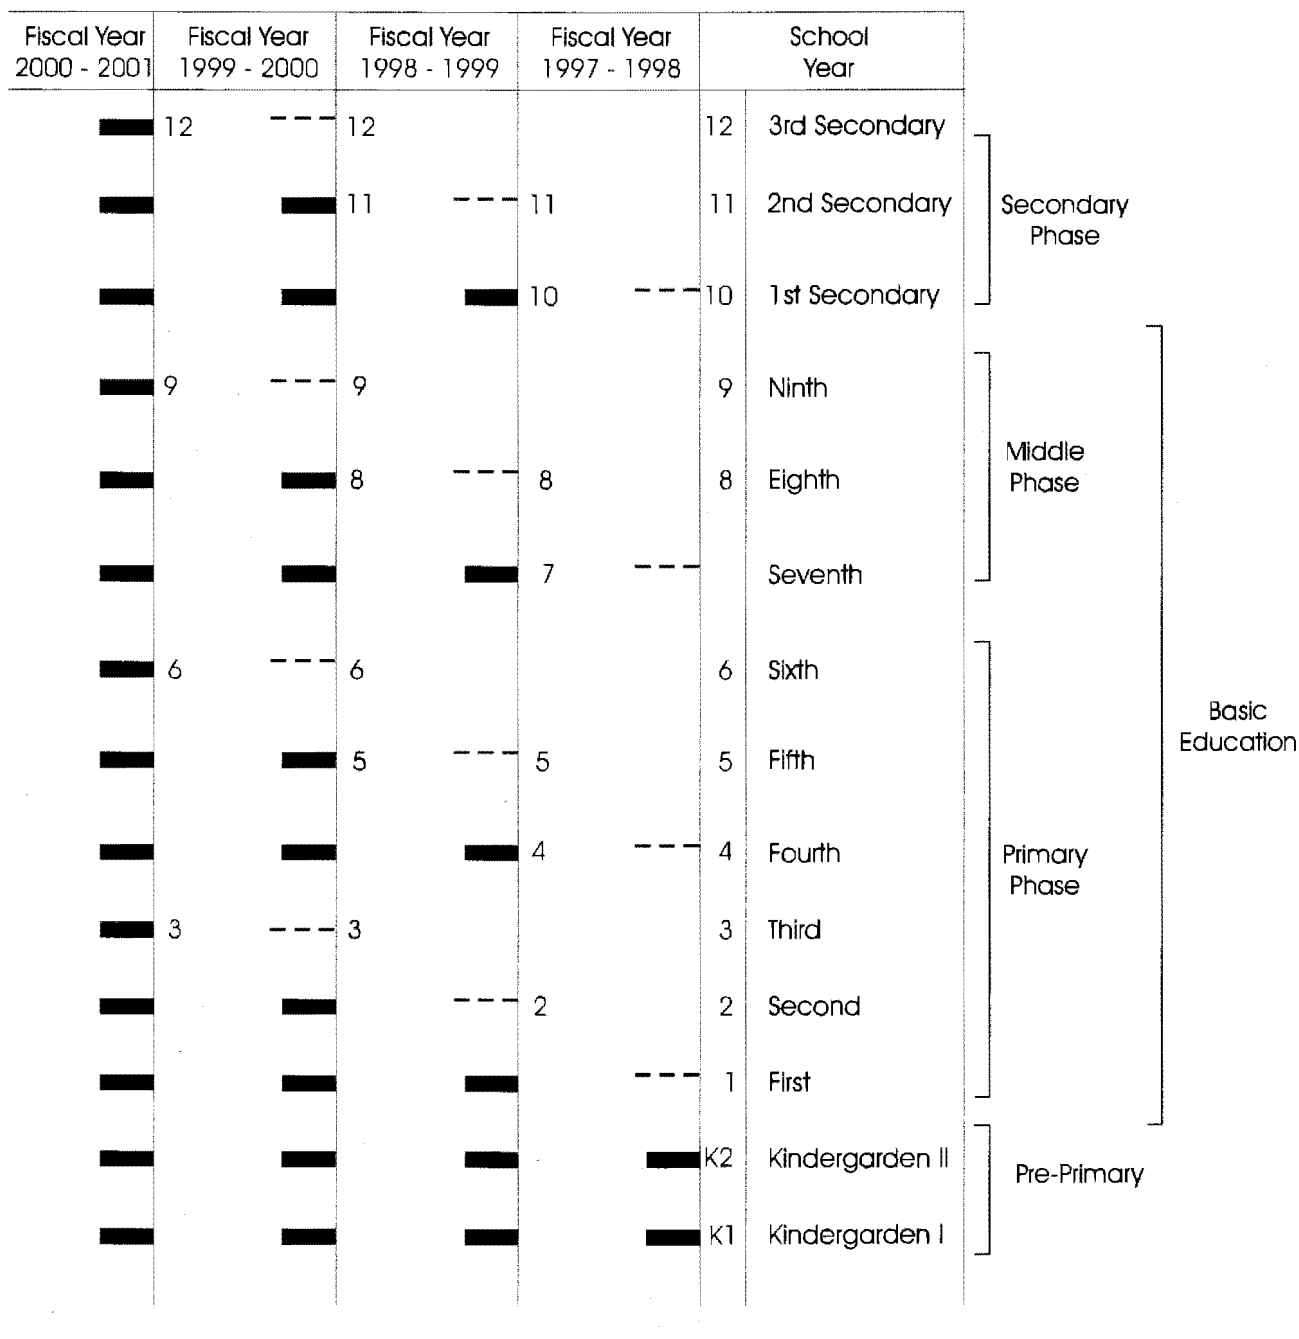 Fiscal Year 2000 - 2001
Fiscal Year 1999 - 2000
Fiscal Year 1998 - 1999
Fiscal Year 1997 - 1998
School Year
12 12 12 3rd Secondary
11 11 11 2nd Secondary
Secondary Phase
10 10 1st Secondary
9 9 9 Ninth
Middle Phase
8 8 8 Eighth
7 Seventh
6 6 6 Sixth
Basic Education
5 5 5 Fifth
4 4 Fourth
Primary Phase
3 3 3 Third
2 2 Second
1 First
K2 Kindergarden II
Pre-Primary
K1 Kindergarden I